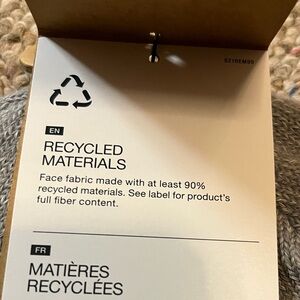 EN
RECYCLED
MATERIALS
Face fabric made with at least 90%
recycled materials. See label for product's
full fiber content.
FR
MATIÈRES
RECYCLÉES